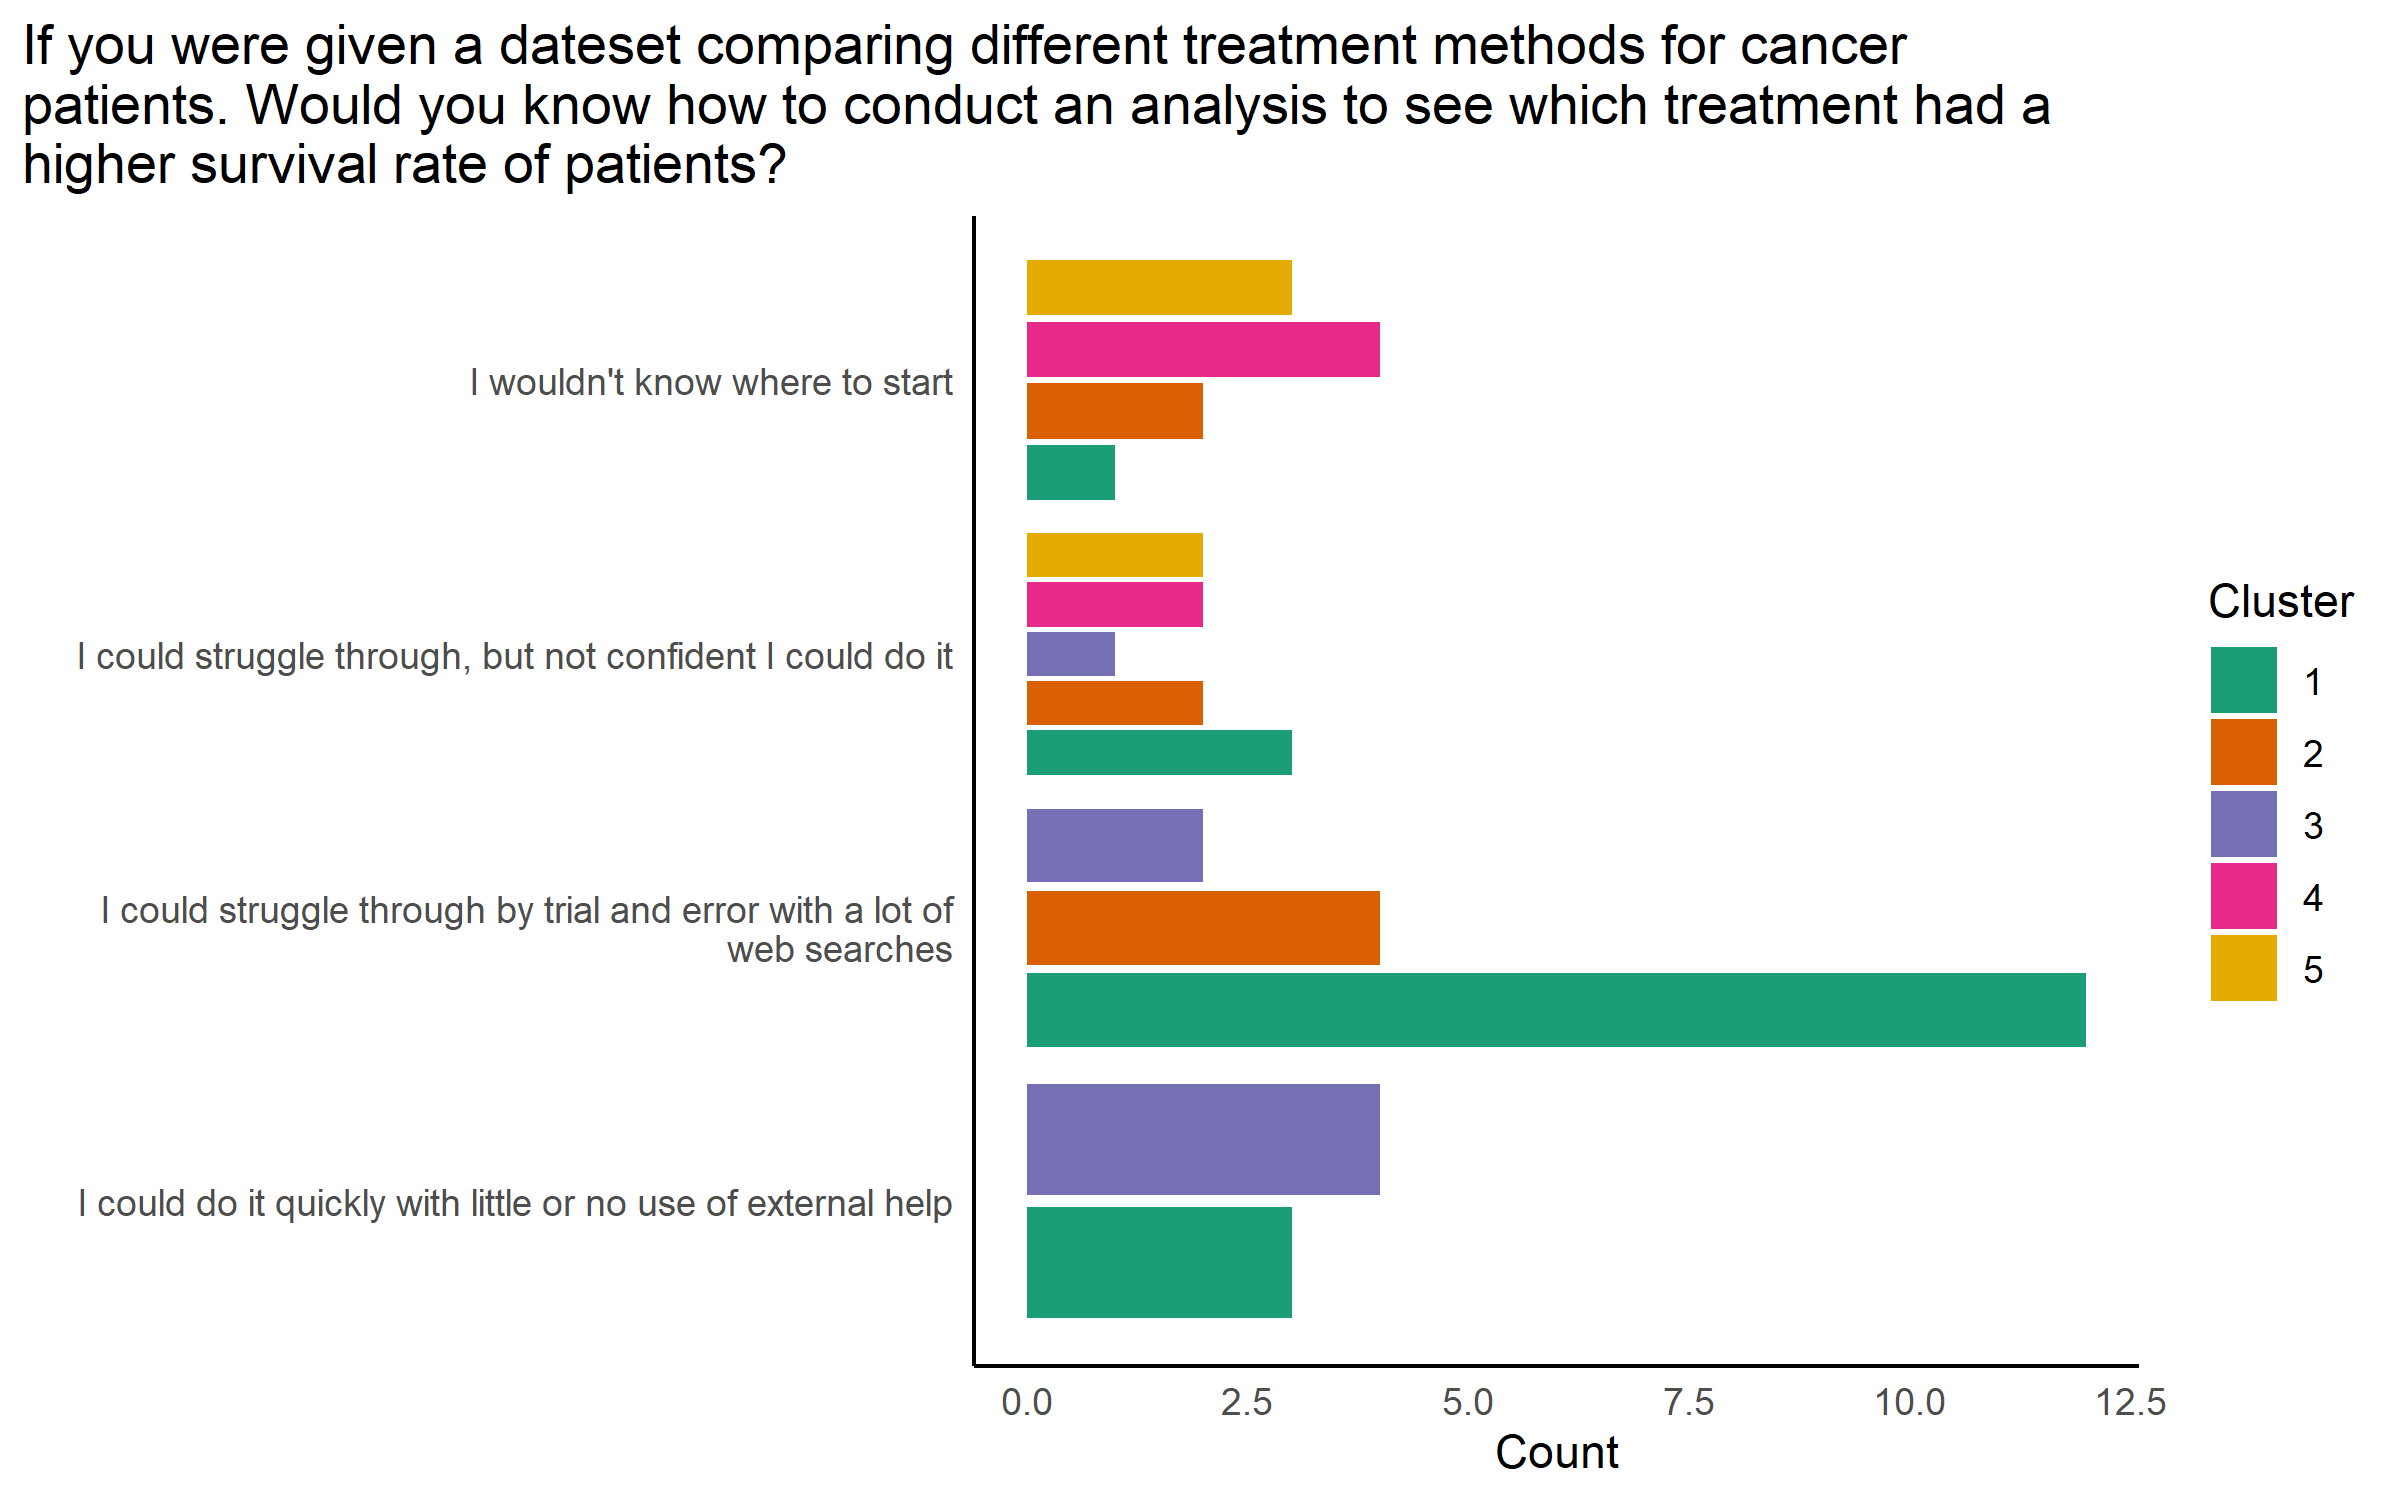 If you were given a dateset comparing different treatment methods for cancer
patients. Would you know how to conduct an analysis to see which treatment had a
higher survival rate of patients?
I wouldn't know where to start
I could struggle through, but not confident I could do it
I could struggle through by trial and error with a lot of
web searches
I could do it quickly with little or no use of external help
0.0 2.5 5.0 7.5 10.0 12.5
Count
Cluster
1
2
3
4
5